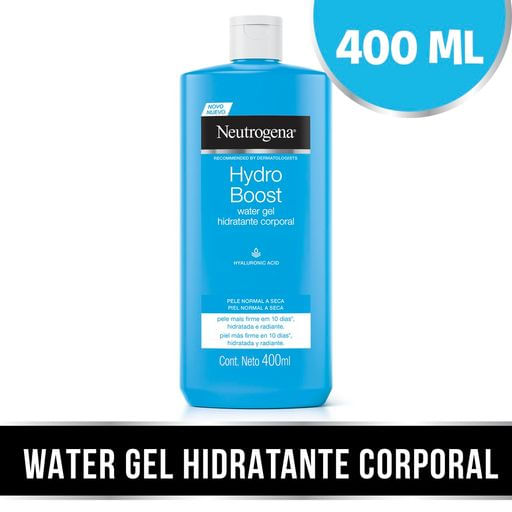 400 ML
NOVO
NUEVO
Neutrogena®
RECOMMENDED BY DERMATOLOGISTS
Hydro
Boost
water gel
hidratante corporal
HYALURONIC ACID
PELE NORMAL A SECA
PIEL NORMAL A SECA
pele mais firme em 10 dias*,
hidratada e radiante.
piel más firme en 10 días*,
hidratada y radiante.
Cont. Neto 400ml
WATER GEL HIDRATANTE CORPORAL